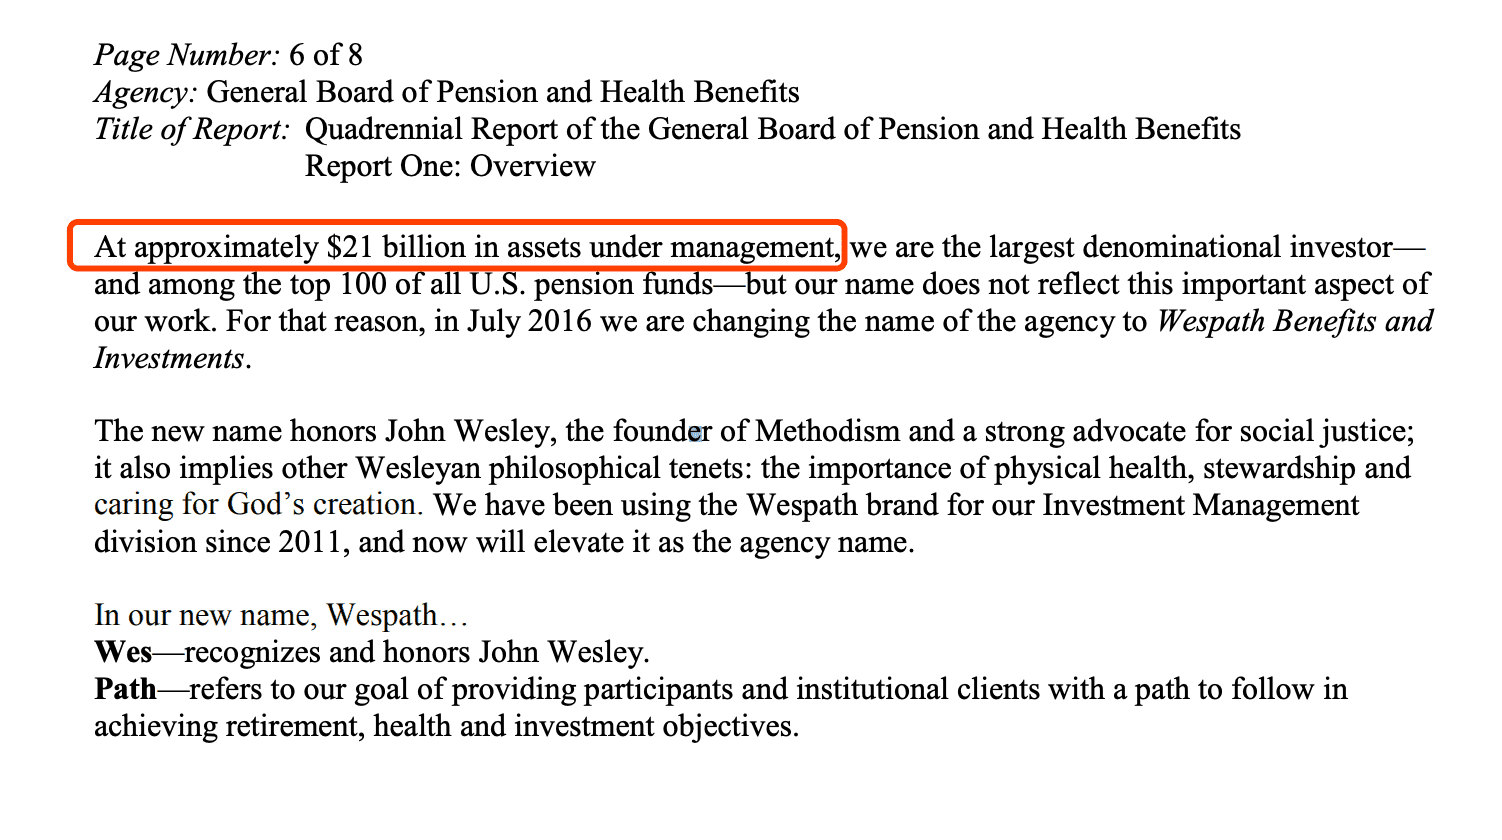 Page Number: 6 of 8
Agency: General Board of Pension and Health Benefits
Title of Report: Quadrennial Report of the General Board of Pension and Health Benefits
Report One: Overview
At approximately $21 billion in assets under management, we are the largest denominational investor—
and among the top 100 of all U.S. pension funds—but our name does not reflect this important aspect of
our work. For that reason, in July 2016 we are changing the name of the agency to Wespath Benefits and
Investments.
The new name honors John Wesley, the founder of Methodism and a strong advocate for social justice;
it also implies other Wesleyan philosophical tenets: the importance of physical health, stewardship and
caring for God’s creation. We have been using the Wespath brand for our Investment Management
division since 2011, and now will elevate it as the agency name.
In our new name, Wespath…
Wes—recognizes and honors John Wesley.
Path—refers to our goal of providing participants and institutional clients with a path to follow in
achieving retirement, health and investment objectives.